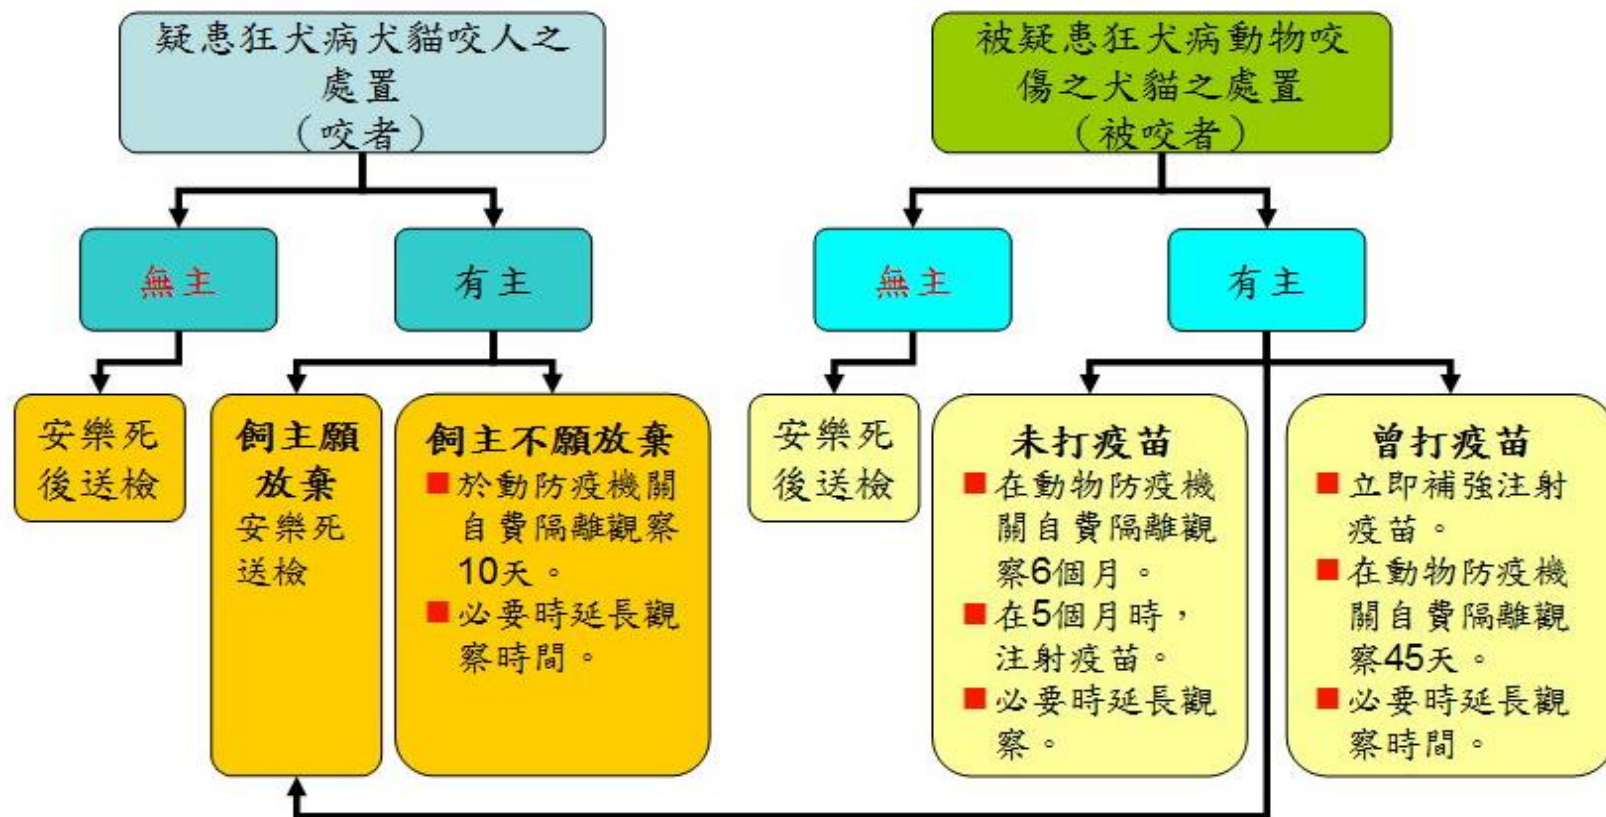 疑患狂犬病犬貓咬人之
處置
（咬者）
無主
有主
安樂死
後送檢
飼主願
放棄
安樂死
送檢
飼主不願放棄
■於動防疫機關
自費隔離觀察
10天。
■必要時延長觀
察時間。
被疑患狂犬病動物咬
傷之犬貓之處置
（被咬者）
無主
有主
安樂死
後送檢
未打疫苗
■在動物防疫機
關自費隔離觀
察6個月。
■在5個月時，
注射疫苗。
■必要時延長觀
察。
曾打疫苗
■立即補強注射
疫苗。
■在動物防疫機
關自費隔離觀
察45天。
■必要時延長觀
察時間。